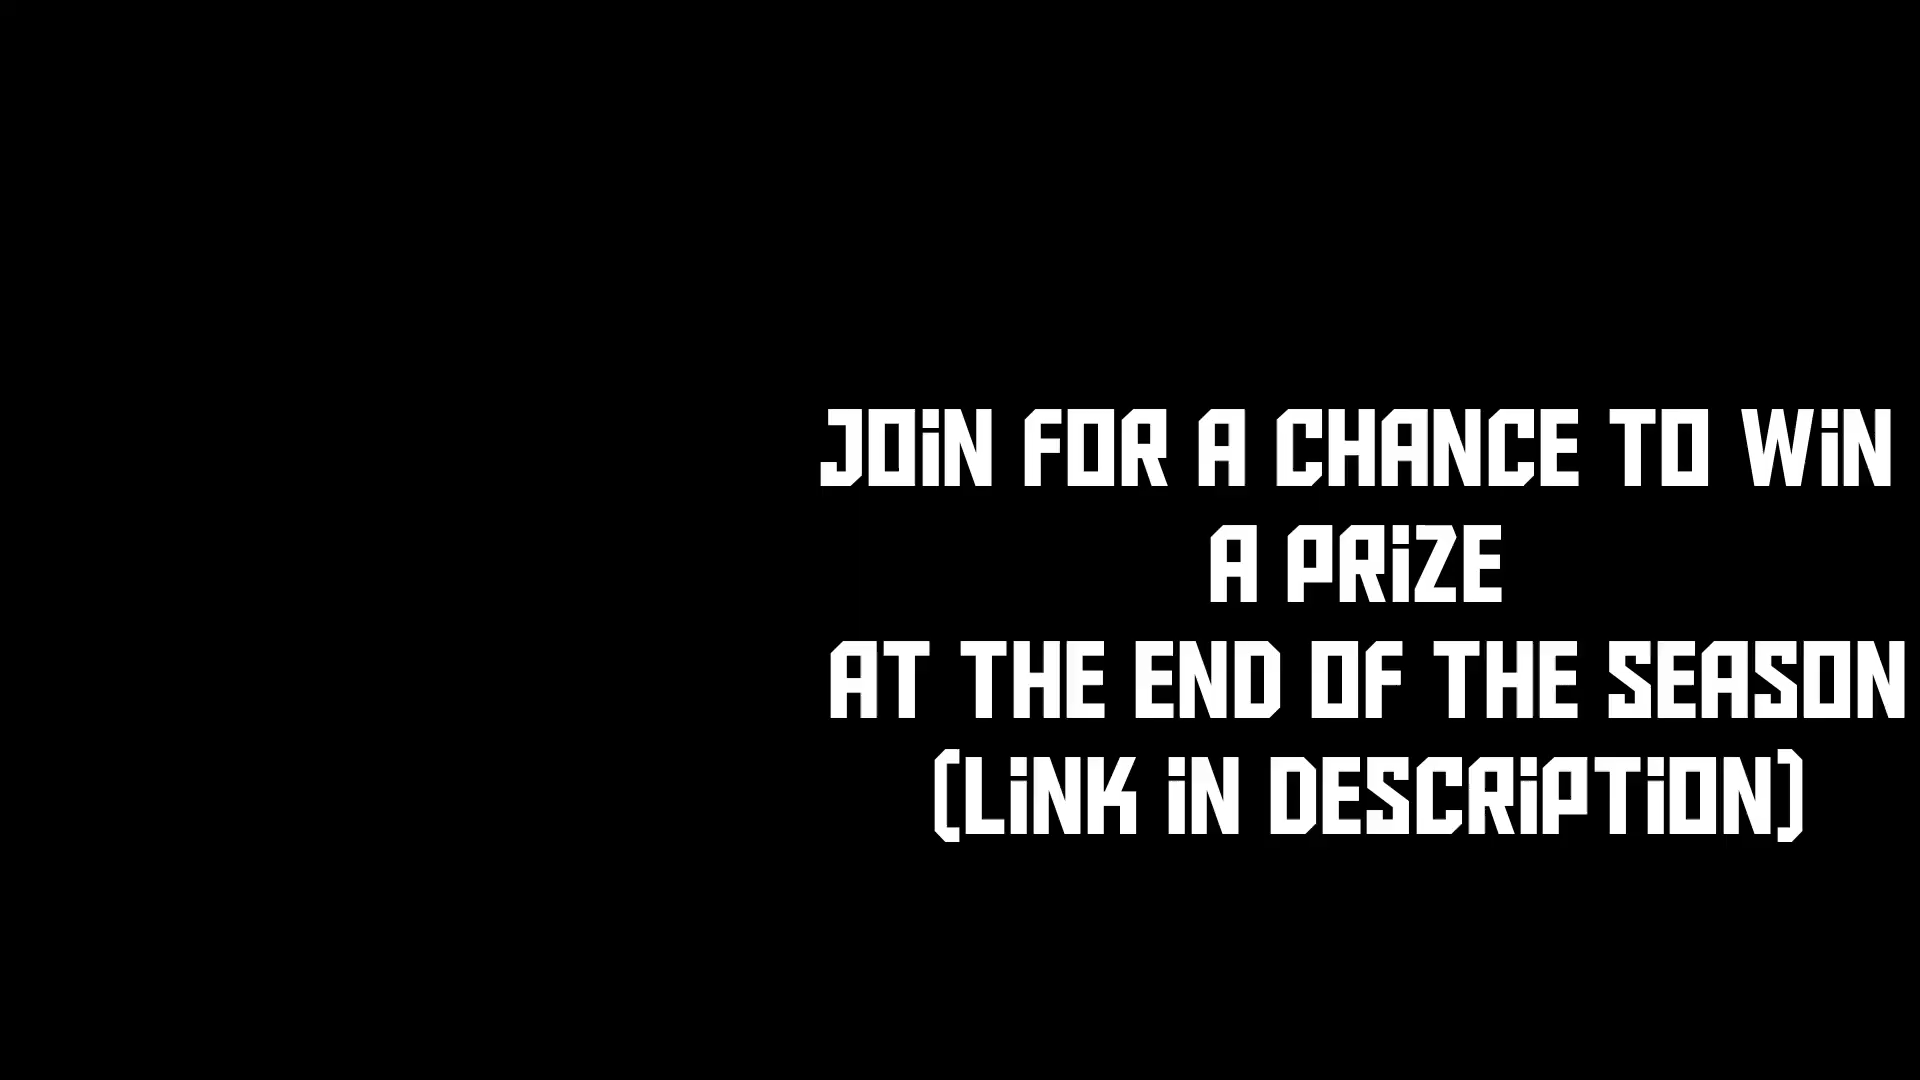 JOiN FOR A CHANCE TO WiN
A PRiZE
AT THE END OF THE SEASON
(LiNK iN DESCRiPTiON)